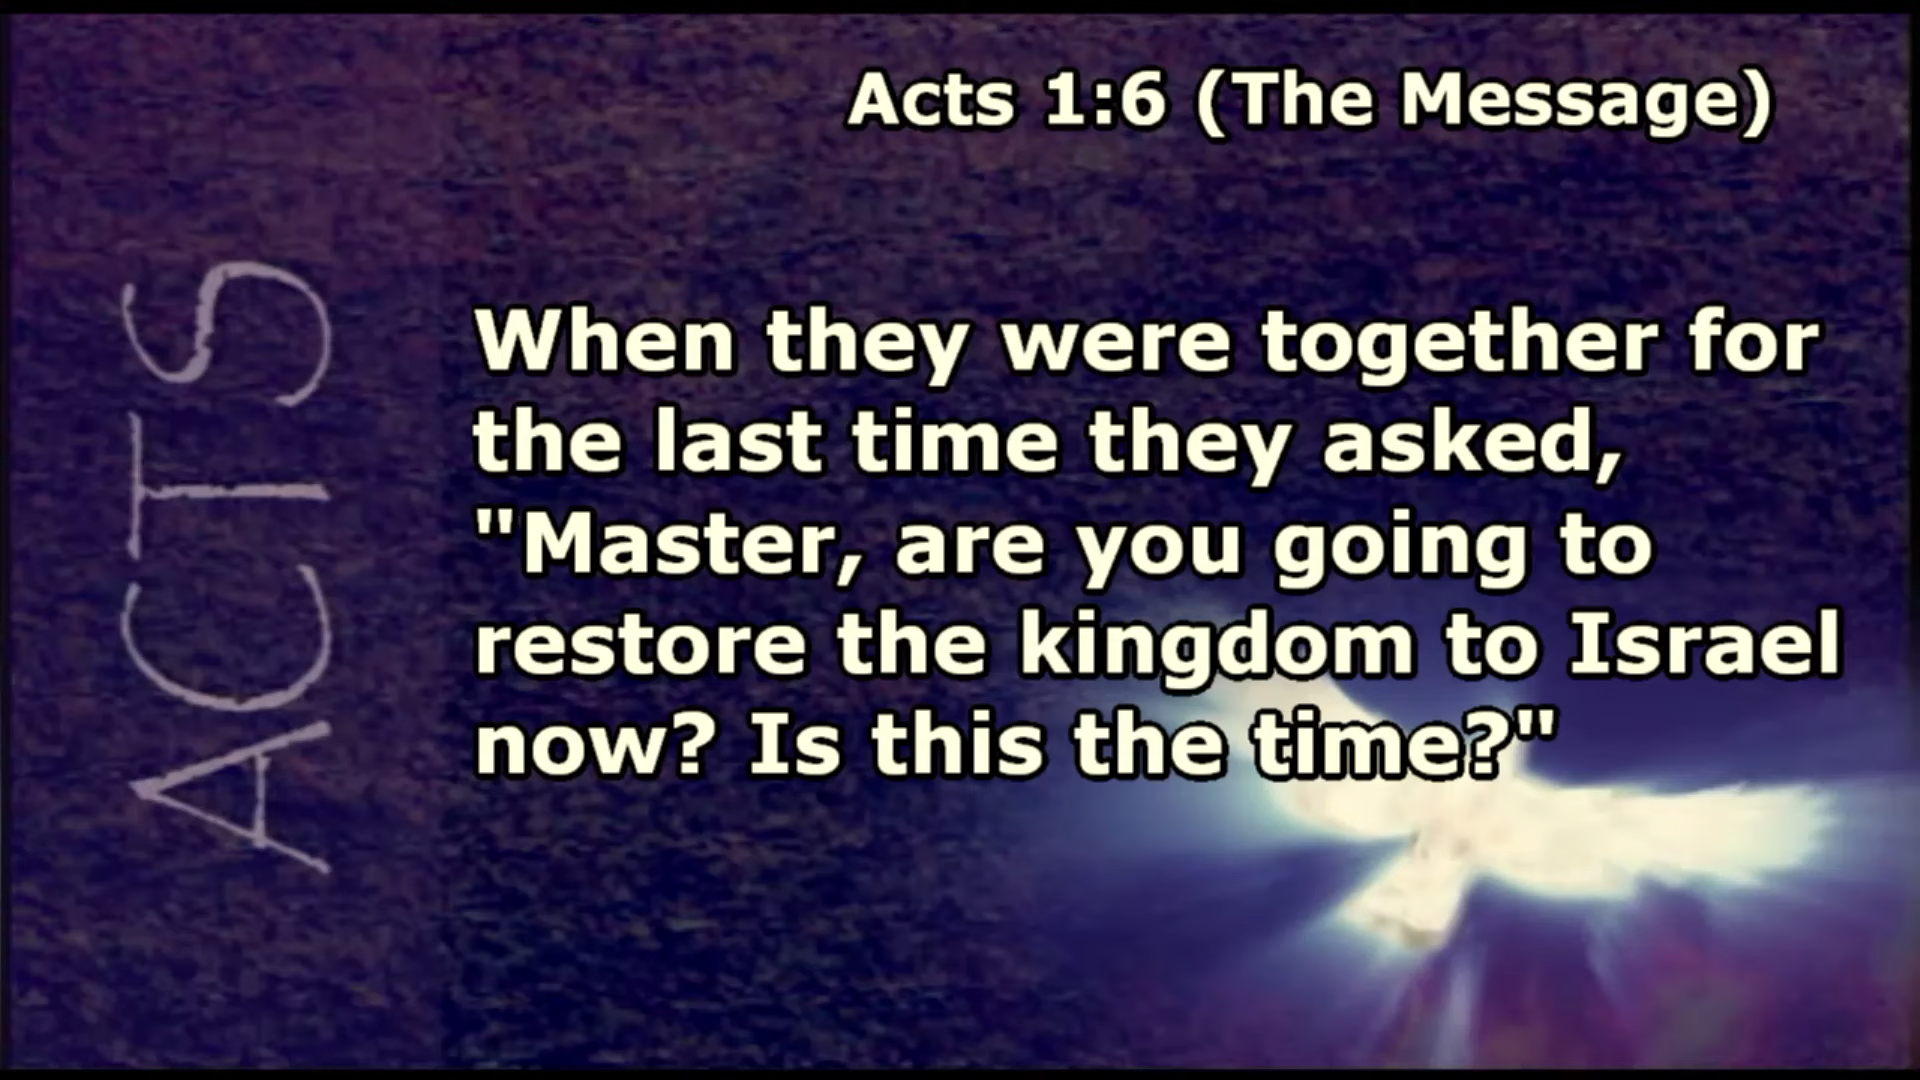 Acts 1:6 (The Message)
ACTS
When they were together for
the last time they asked,
"Master, are you going to
restore the kingdom to Israel
now? Is this the time?"